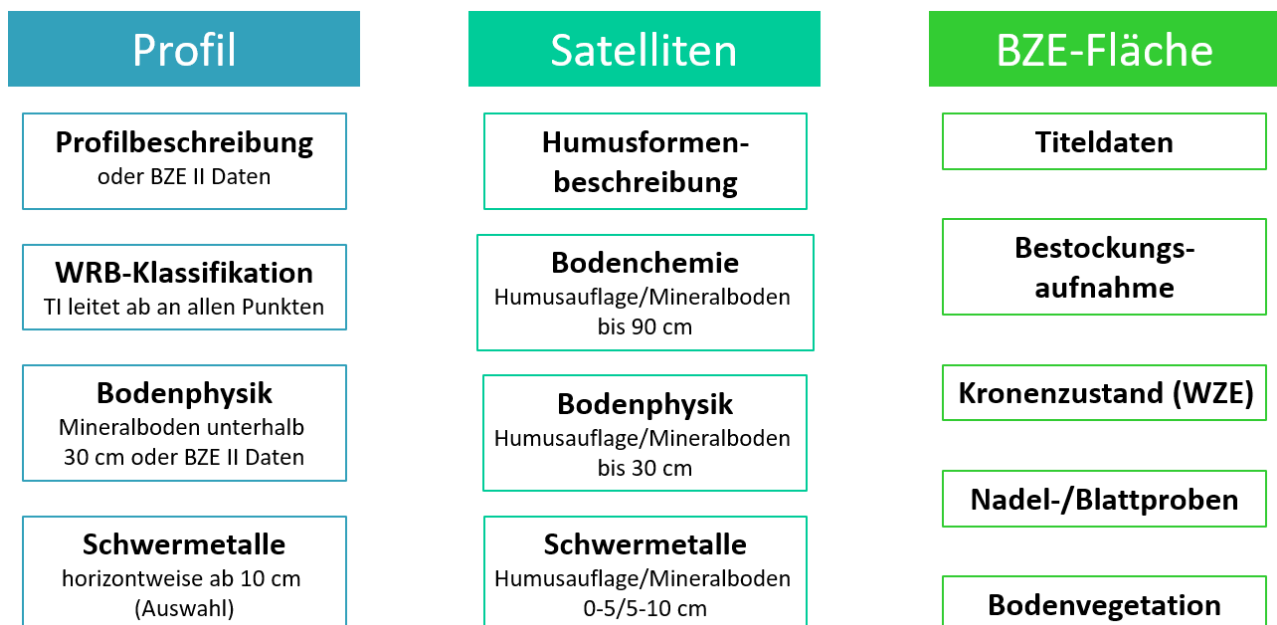 Profil
Profilbeschreibung
oder BZE II Daten
WRB-Klassifikation
TI leitet ab an allen Punkten
Bodenphysik
Mineralboden unterhalb
30 cm oder BZE II Daten
Schwermetalle
horizontweise ab 10 cm
(Auswahl)
Satelliten
Humusformen-
beschreibung
Bodenchemie
Humusauflage/Mineralboden
bis 90 cm
Bodenphysik
Humusauflage/Mineralboden
bis 30 cm
Schwermetalle
Humusauflage/Mineralboden
0-5/5-10 cm
BZE-Fläche
Titeldaten
Bestockungs-
aufnahme
Kronenzustand (WZE)
Nadel-/Blattproben
Bodenvegetation